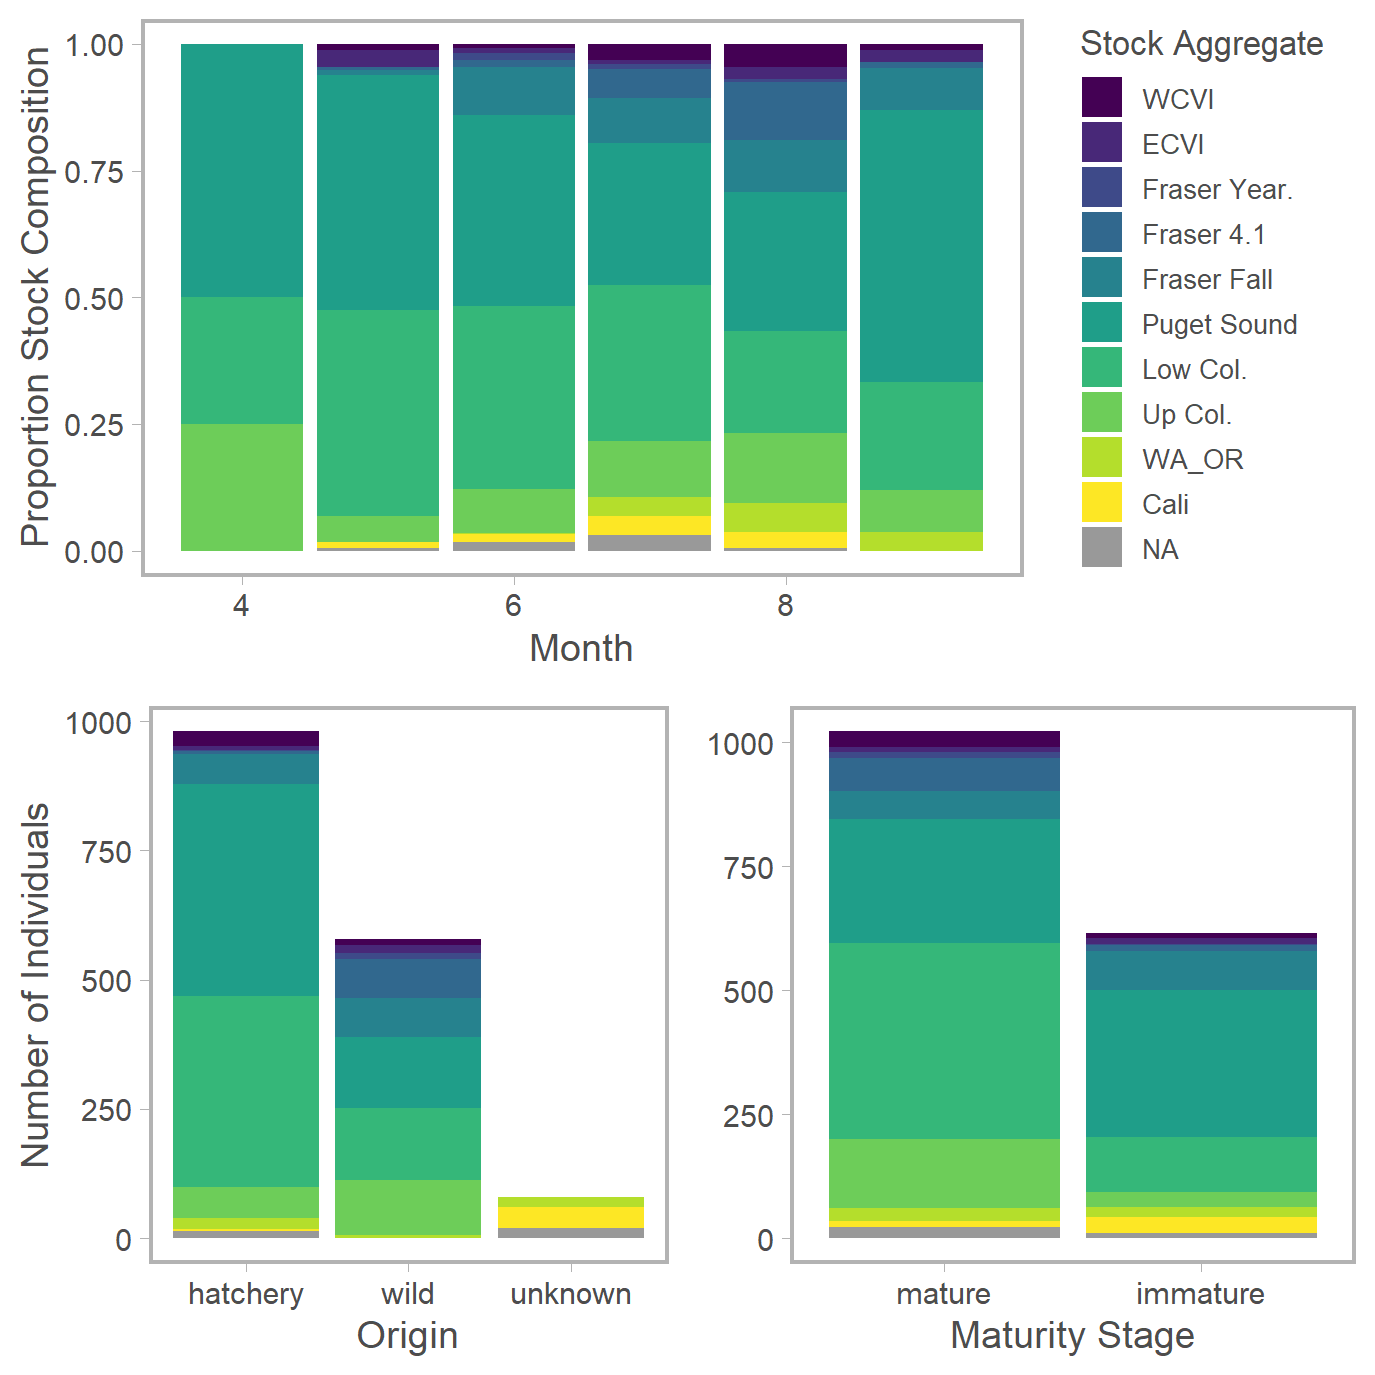 Proportion Stock Composition
1.00
0.75
0.50
0.25
0.00
4
6
8
Month
Stock Aggregate
WCVI
ECVI
Fraser Year.
Fraser 4.1
Fraser Fall
Puget Sound
Low Col.
Up Col.
WA_OR
Cali
NA
Number of Individuals
1000
750
500
250
0
hatchery
wild
unknown
Origin
1000
750
500
250
0
mature
immature
Maturity Stage